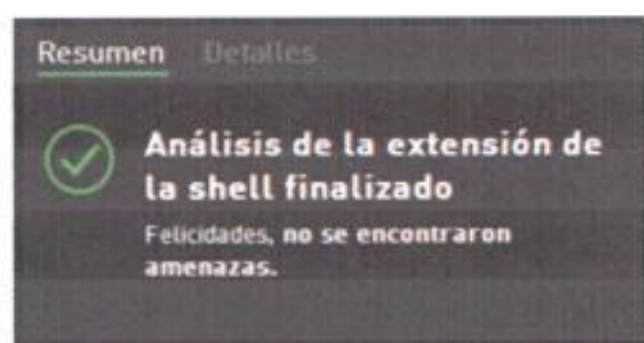 Resumen Detalles
Análisis de la extensión de
la shell finalizado
Felicidades, no se encontraron
amenazas.